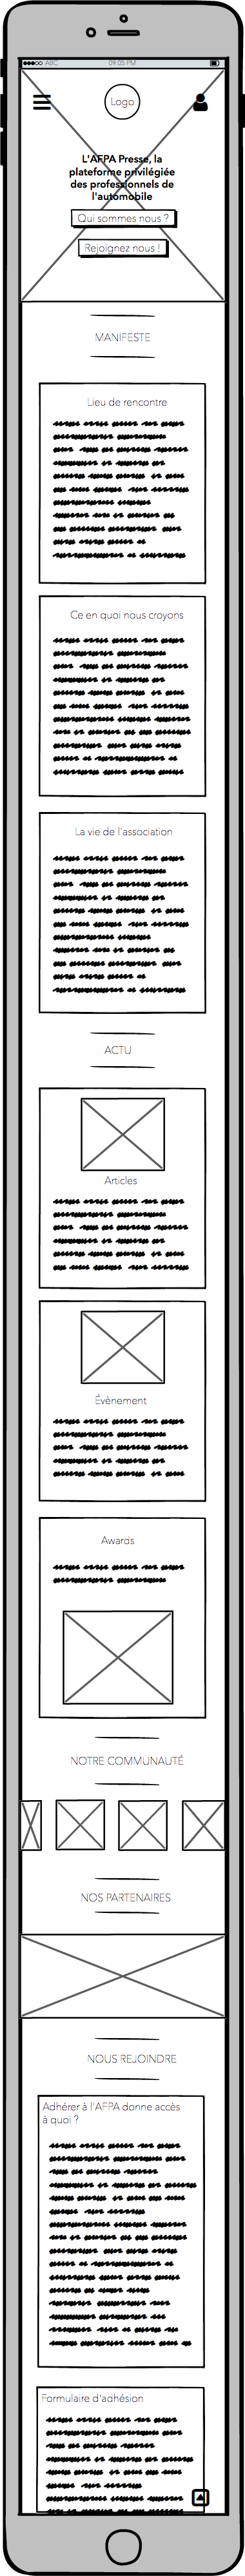 ABC 09:05 PM
Logo
L'AFPA Presse, la
plateforme privilégiée
des professionnels de
l'automobile
Qui sommes nous ?
Rejoignez nous !
MANIFESTE
Lieu de rencontre
Ce en quoi nous croyons
La vie de l'association
ACTU
Articles
Évènement
Awards
NOTRE COMMUNAUTÉ
NOS PARTENAIRES
NOUS REJOINDRE
Adhérer à l'AFPA donne accès
à quoi ?
Formulaire d'adhésion